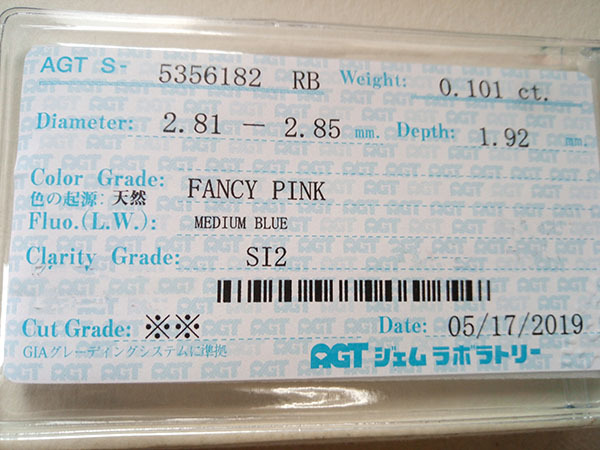 AGT S- 5356182 RB Weight: 0.101 ct.
Diameter: 2.81 － 2.85 mm. Depth: 1.92 mm.
Color Grade: FANCY PINK
色の起源: 天然
Fluo.(L.W.): MEDIUM BLUE
Clarity Grade: SI2
Cut Grade: ※※ Date: 05/17/2019
GIAグレーディングシステムに準拠
AGT ジェム ラボラトリー